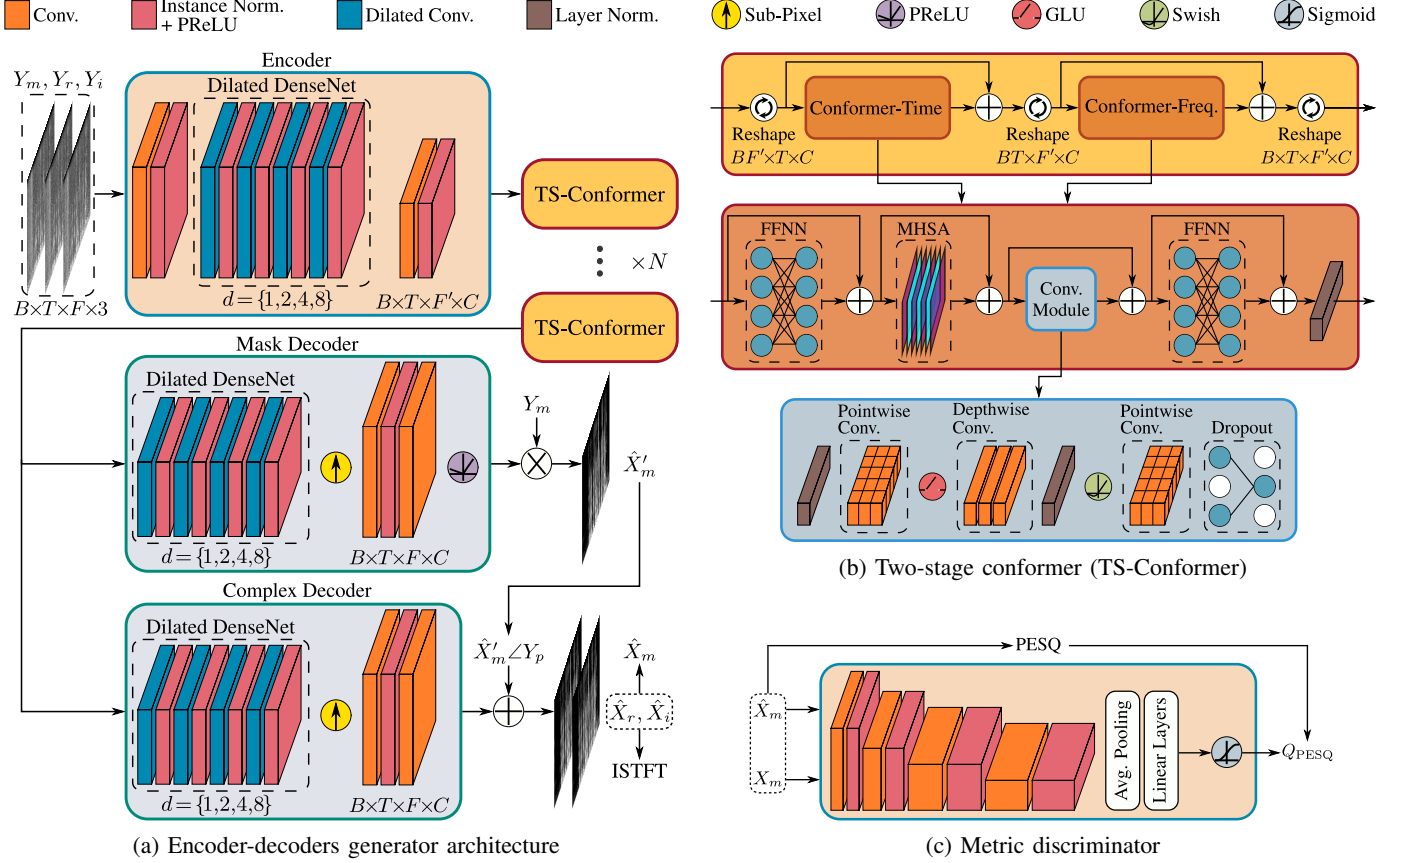 Conv.
Instance Norm.
+ PReLU
Dilated Conv.
Layer Norm.
Sub-Pixel
PReLU
GLU
Swish
Sigmoid
Encoder
Y_m, Y_r, Y_i
Dilated DenseNet
B×T×F×3
d={1,2,4,8}
B×T×F′×C
TS-Conformer
×N
TS-Conformer
Mask Decoder
Dilated DenseNet
d={1,2,4,8}
B×T×F×C
Y_m
X̂′_m
Complex Decoder
Dilated DenseNet
d={1,2,4,8}
B×T×F×C
X̂′_m∠Y_p
X̂_m
X̂_r, X̂_i
ISTFT
(a) Encoder-decoders generator architecture
Conformer-Time
Conformer-Freq.
Reshape
BF′×T×C
Reshape
BT×F′×C
Reshape
B×T×F′×C
FFNN
MHSA
Conv.
Module
FFNN
Pointwise
Conv.
Depthwise
Conv.
Pointwise
Conv.
Dropout
(b) Two-stage conformer (TS-Conformer)
PESQ
X̂_m
X_m
Avg. Pooling
Linear Layers
Q_PESQ
(c) Metric discriminator